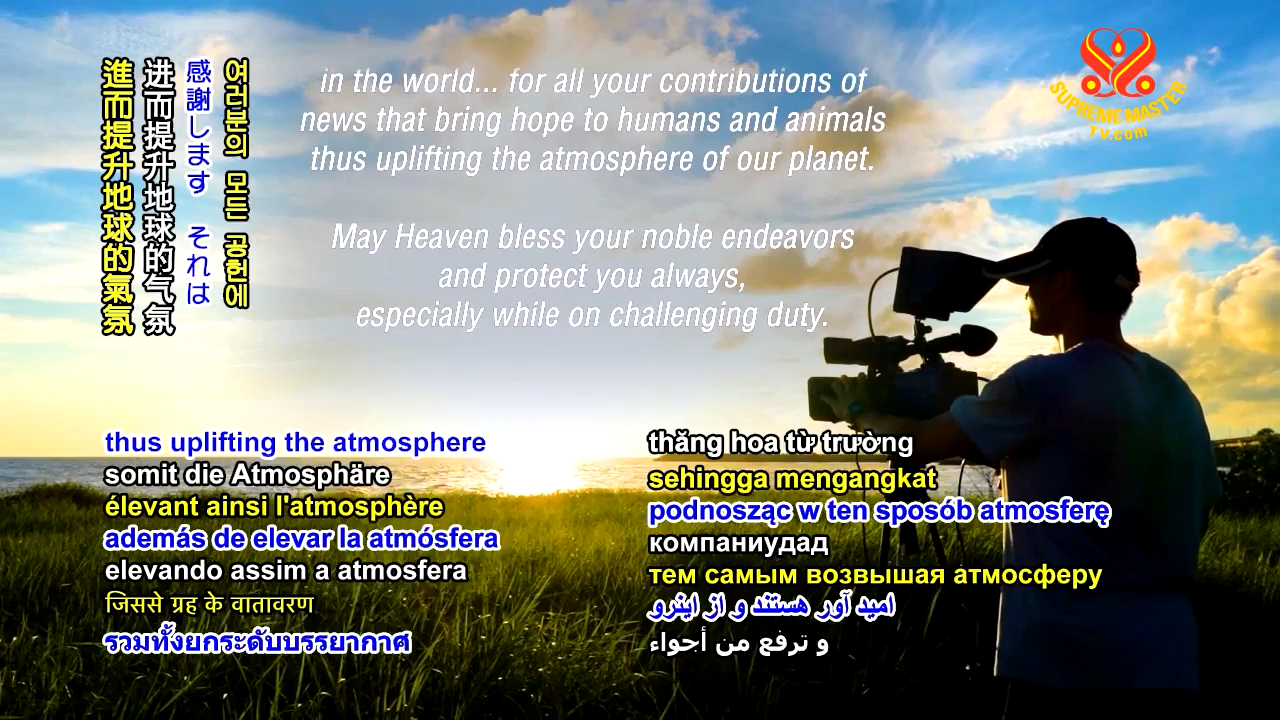 in the world... for all your contributions of
news that bring hope to humans and animals
thus uplifting the atmosphere of our planet.
May Heaven bless your noble endeavors
and protect you always,
especially while on challenging duty.
SUPREME MASTER
TV.com
여러분의 모든 공헌에
感謝します それは
进而提升地球的气氛
進而提升地球的氣氛
thus uplifting the atmosphere
somit die Atmosphäre
élevant ainsi l'atmosphère
además de elevar la atmósfera
elevando assim a atmosfera
जिससे ग्रह के वातावरण
รวมทั้งยกระดับบรรยากาศ
thăng hoa từ trường
sehingga mengangkat
podnosząc w ten sposób atmosferę
компаниудад
тем самым возвышая атмосферу
امید آور هستند و از اینرو
و ترفع من أجواء